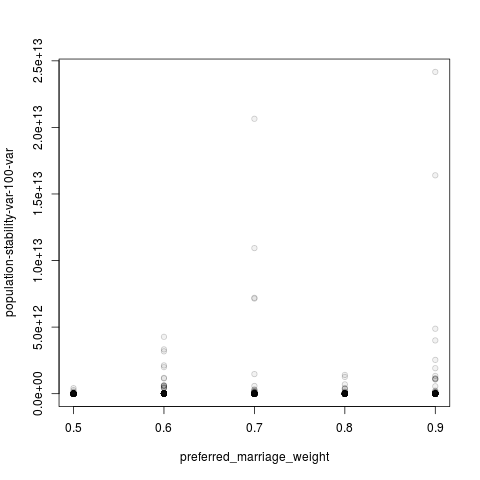 2.5e+13
2.0e+13
1.5e+13
1.0e+13
5.0e+12
0.0e+00
population-stability-var-100-var
0.5 0.6 0.7 0.8 0.9
preferred_marriage_weight